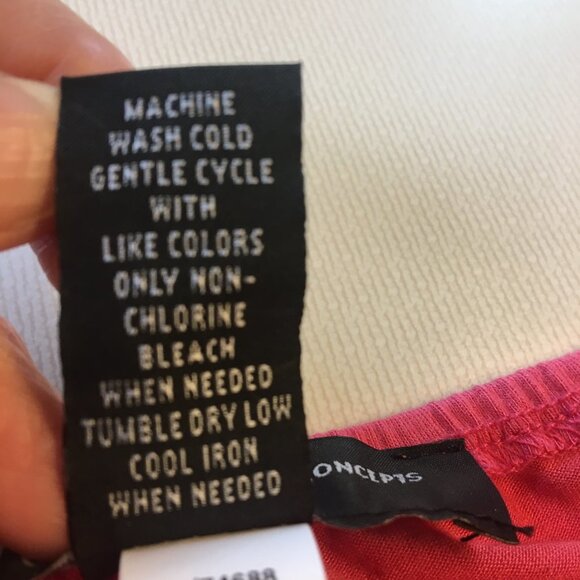 MACHINE
WASH COLD
GENTLE CYCLE
WITH
LIKE COLORS
ONLY NON-
CHLORINE
BLEACH
WHEN NEEDED
TUMBLE DRY LOW
COOL IRON
WHEN NEEDED
ONCEPTS